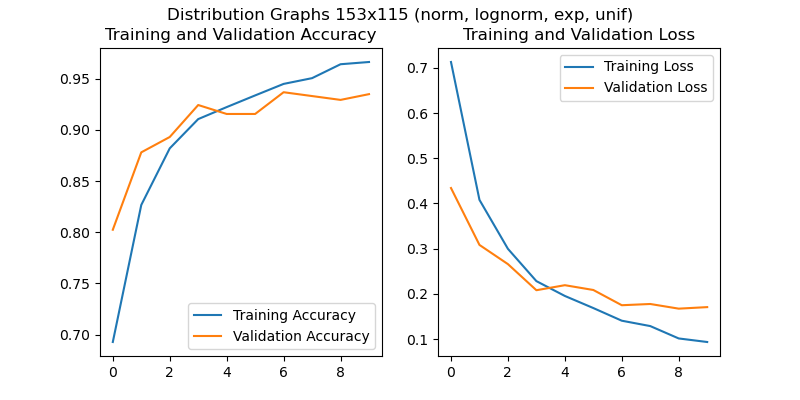 Distribution Graphs 153x115 (norm, lognorm, exp, unif)
Training and Validation Accuracy
0.95
0.90
0.85
0.80
0.75
0.70
0 2 4 6 8
Training Accuracy
Validation Accuracy
Training and Validation Loss
0.7
0.6
0.5
0.4
0.3
0.2
0.1
0 2 4 6 8
Training Loss
Validation Loss